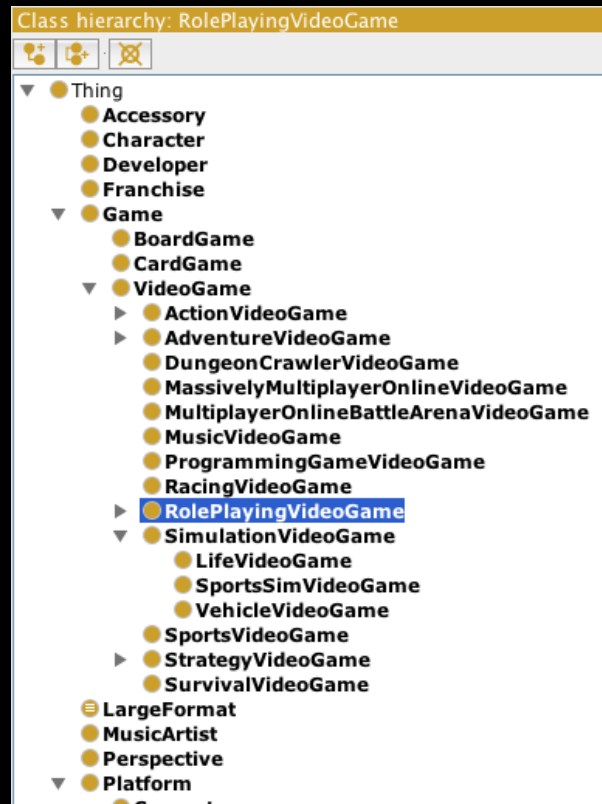 Class hierarchy: RolePlayingVideoGame
Thing
Accessory
Character
Developer
Franchise
Game
BoardGame
CardGame
VideoGame
ActionVideoGame
AdventureVideoGame
DungeonCrawlerVideoGame
MassivelyMultiplayerOnlineVideoGame
MultiplayerOnlineBattleArenaVideoGame
MusicVideoGame
ProgrammingGameVideoGame
RacingVideoGame
RolePlayingVideoGame
SimulationVideoGame
LifeVideoGame
SportsSimVideoGame
VehicleVideoGame
SportsVideoGame
StrategyVideoGame
SurvivalVideoGame
LargeFormat
MusicArtist
Perspective
Platform